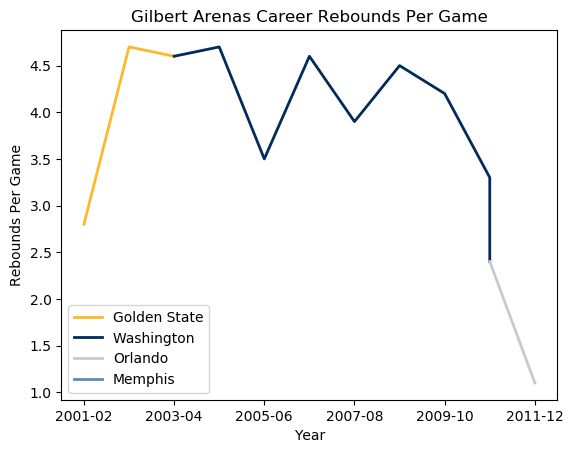 Gilbert Arenas Career Rebounds Per Game
Rebounds Per Game
4.5
4.0
3.5
3.0
2.5
2.0
1.5
1.0
Golden State
Washington
Orlando
Memphis
2001-02 2003-04 2005-06 2007-08 2009-10 2011-12
Year